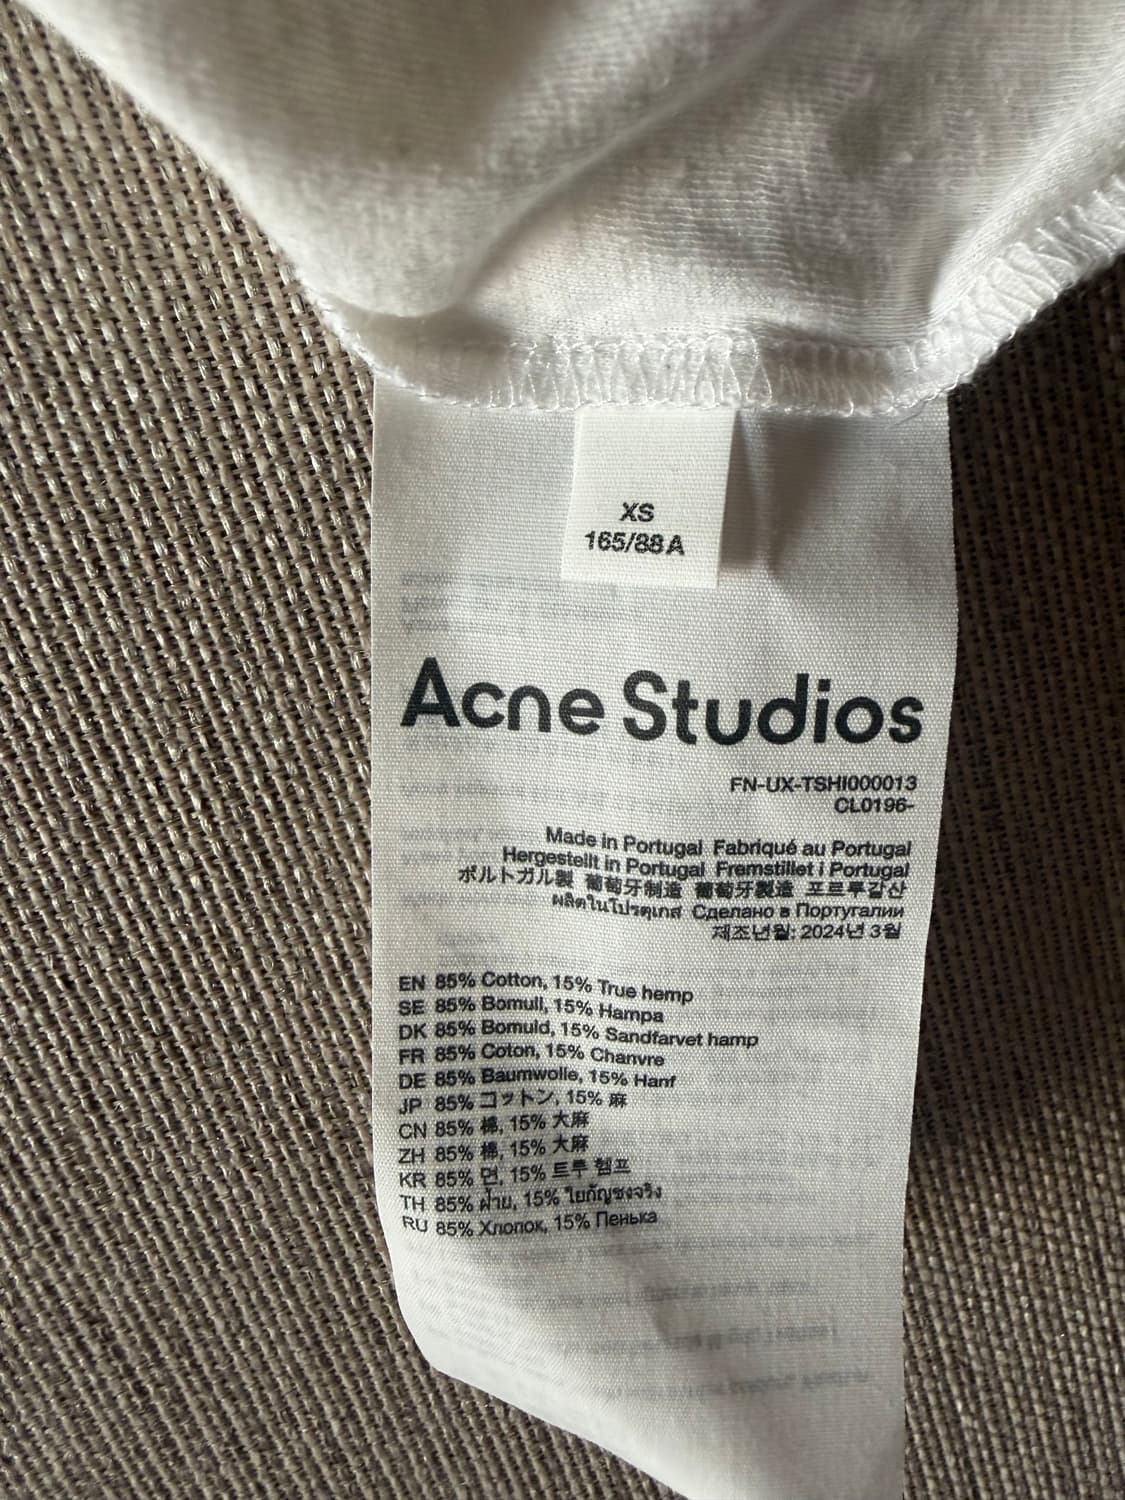 XS
165/88A
Acne Studios
FN-UX-TSHI000013
CL0196-
Made in Portugal Fabriqué au Portugal
Hergestellt in Portugal Fremstillet i Portugal
ポルトガル製 葡萄牙制造 葡萄牙製造 포르투갈산
ผลิตในโปรตุเกส Сделано в Португалии
제조년월: 2024년 3월
EN 85% Cotton, 15% True hemp
SE 85% Bomull, 15% Hampa
DK 85% Bomuld, 15% Sandfarvet hamp
FR 85% Coton, 15% Chanvre
DE 85% Baumwolle, 15% Hanf
JP 85% コットン, 15% 麻
CN 85% 棉, 15% 大麻
ZH 85% 棉, 15% 大麻
KR 85% 면, 15% 트루 헴프
TH 85% ฝ้าย, 15% ใยกัญชงจริง
RU 85% Хлопок, 15% Пенька